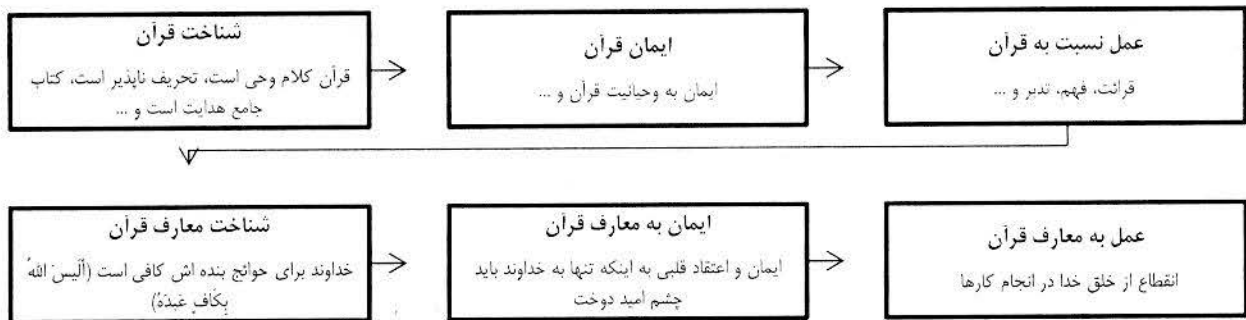 شناخت قرآن
قرآن کلام وحی است، تحریف ناپذیر است، کتاب
جامع هدایت است و ...
ایمان قرآن
ایمان به وحیانیت قرآن و ...
عمل نسبت به قرآن
قرائت، فهم، تدبر و ...
شناخت معارف قرآن
خداوند برای حوائج بنده اش کافی است (اَلَیسَ اللهُ
بِکَافٍ عَبدَهُ)
ایمان به معارف قرآن
ایمان و اعتقاد قلبی به اینکه تنها به خداوند باید
چشم امید دوخت
عمل به معارف قرآن
انقطاع از خلق خدا در انجام کارها